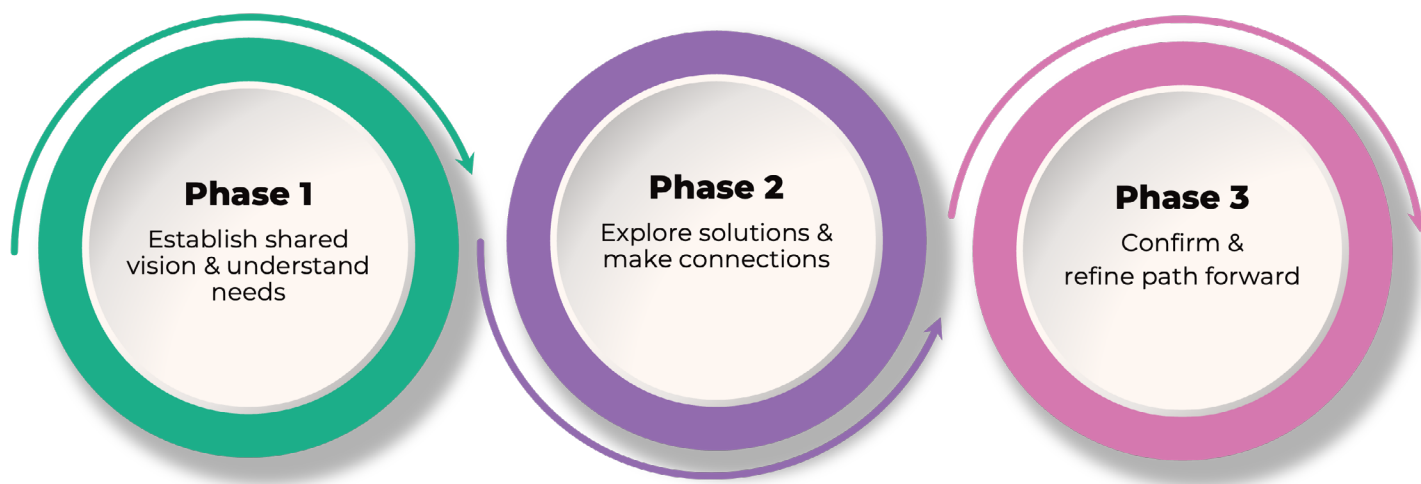 Phase 1
Establish shared
vision & understand
needs
Phase 2
Explore solutions &
make connections
Phase 3
Confirm &
refine path forward